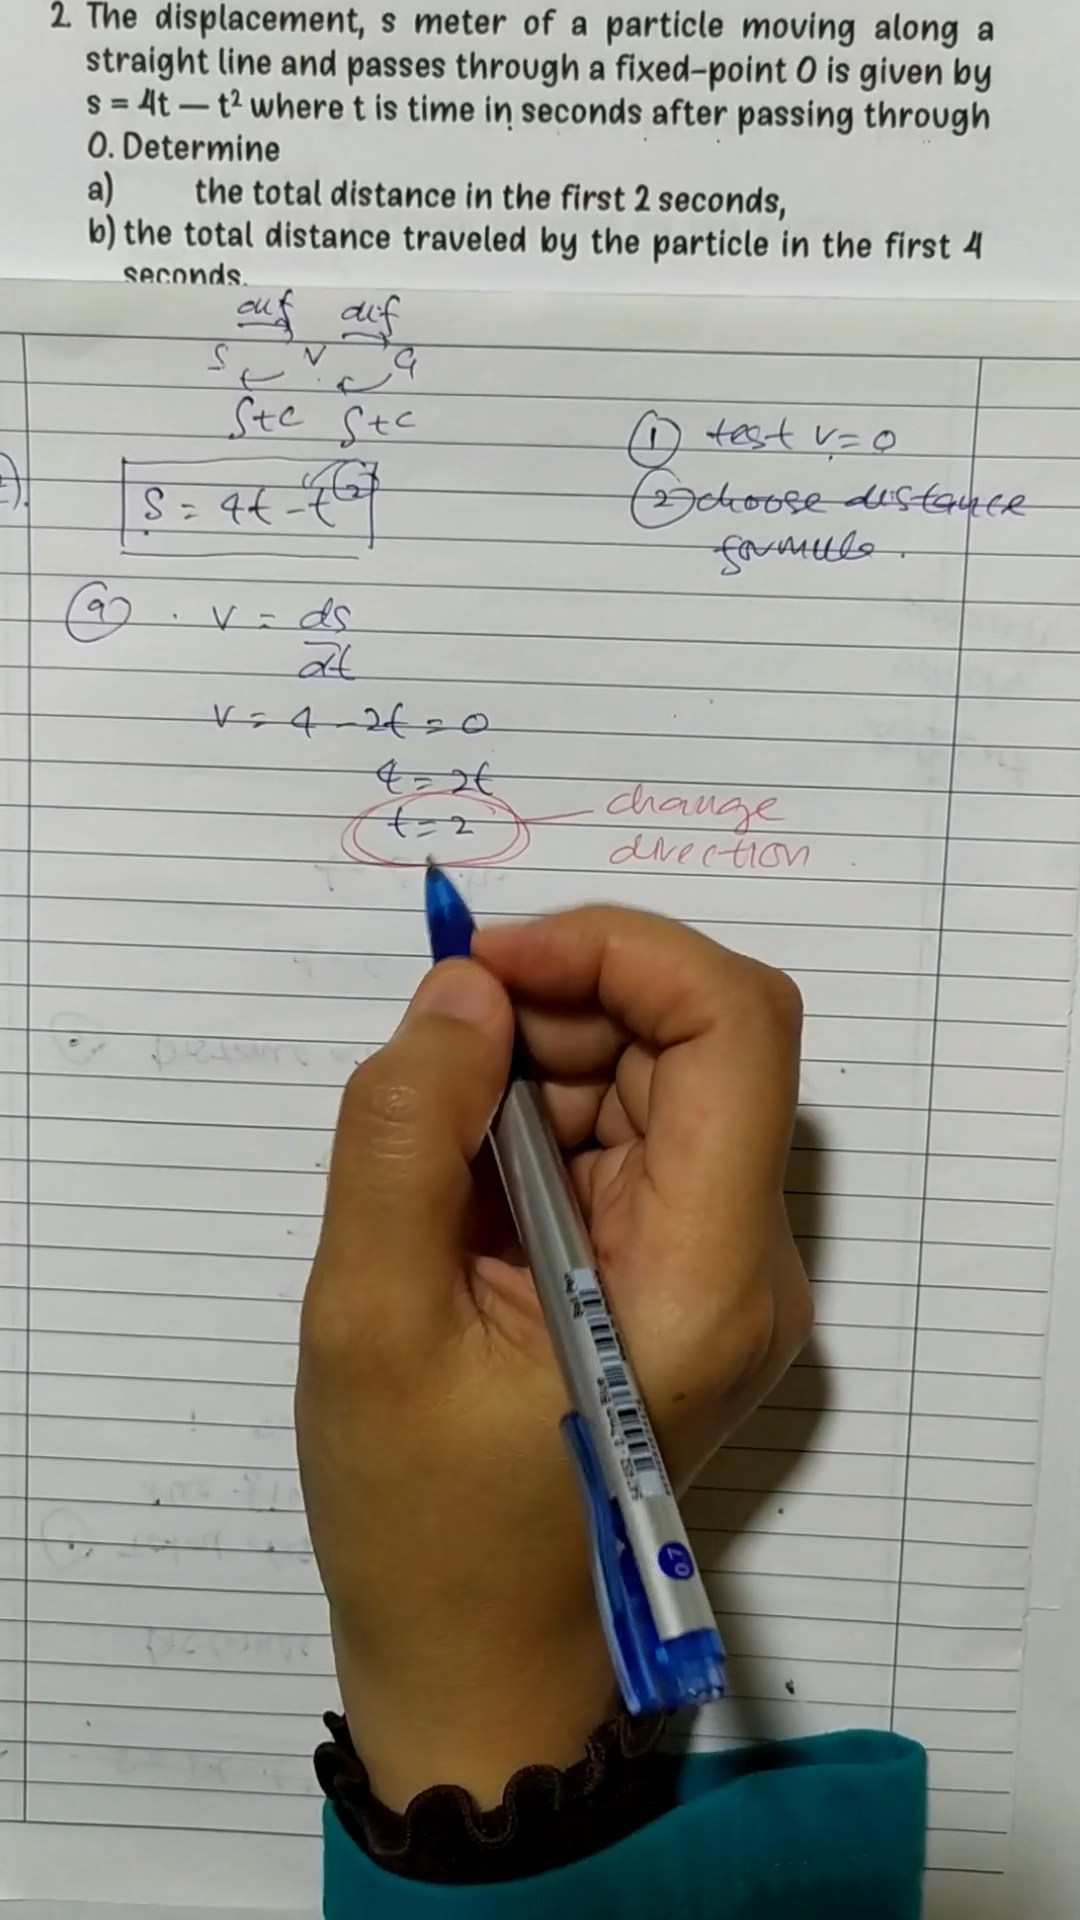 2. The displacement, s meter of a particle moving along a
straight line and passes through a fixed-point O is given by
s = 4t — t² where t is time in seconds after passing through
O. Determine
a) the total distance in the first 2 seconds,
b) the total distance traveled by the particle in the first 4
seconds.
dif dif
S V a
∫+c ∫+c
① test v=0
② choose distance
formula.
S = 4t - t²
ⓐ V = ds
dt
V = 4 - 2t = 0
4 = 2t
t = 2
change
direction
0.7